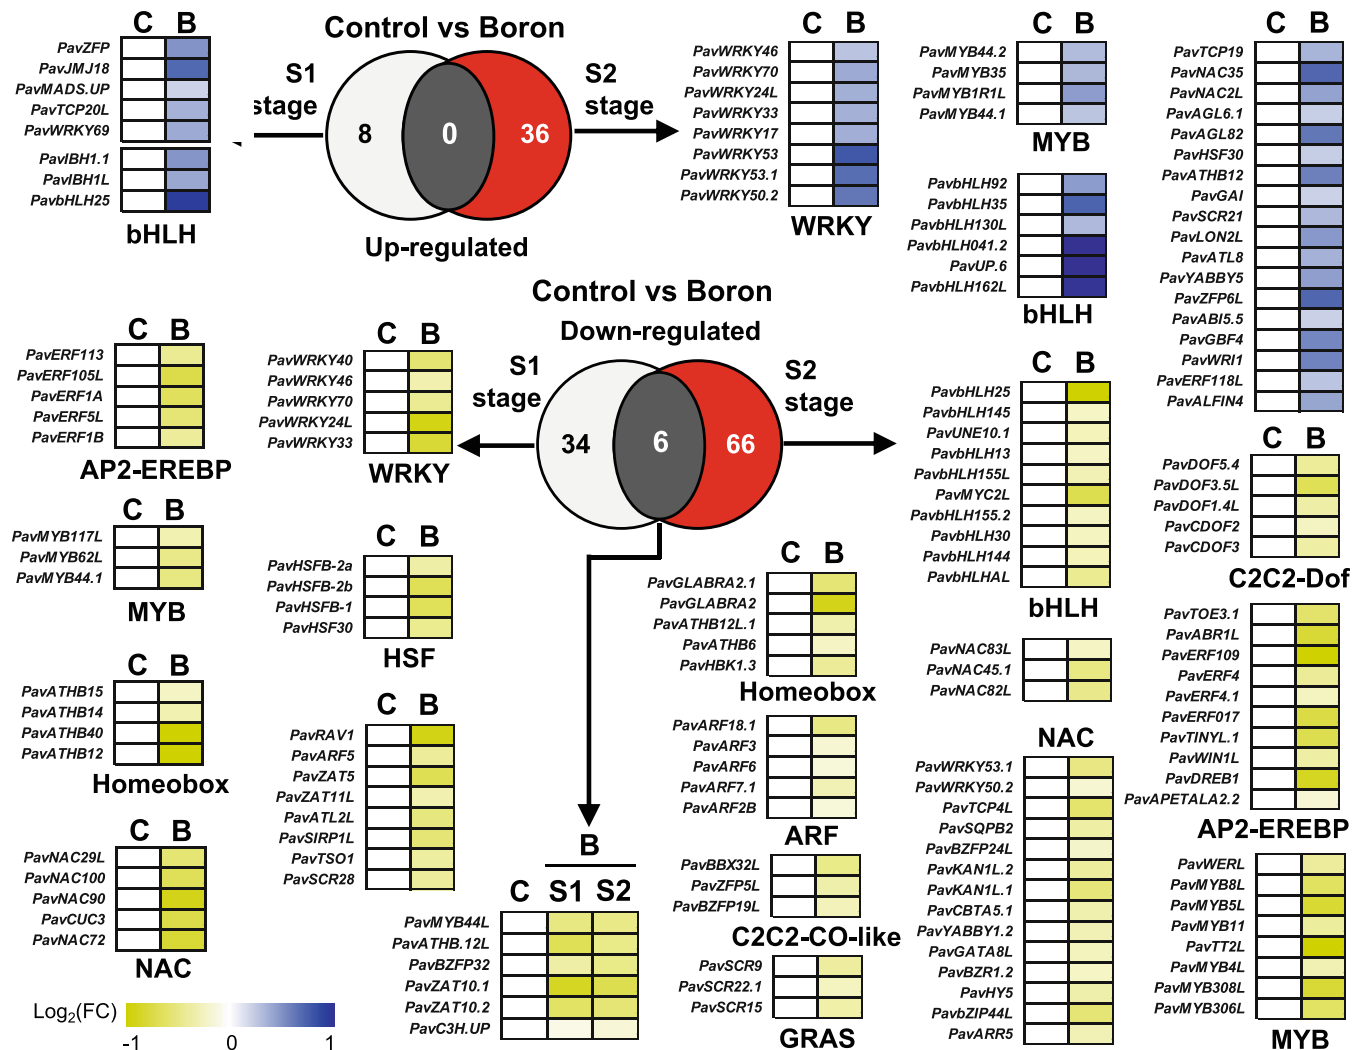 C B
PavZFP
PavJMJ18
PavMADS.UP
PavTCP20L
PavWRKY69
PavIBH1.1
PavIBH1L
PavbHLH25
bHLH
Control vs Boron
S1
stage
S2
stage
8
0
36
Up-regulated
C B
PavWRKY46
PavWRKY70
PavWRKY24L
PavWRKY33
PavWRKY17
PavWRKY53
PavWRKY53.1
PavWRKY50.2
WRKY
C B
PavMYB44.2
PavMYB35
PavMYB1R1L
PavMYB44.1
MYB
PavbHLH92
PavbHLH35
PavbHLH130L
PavbHLH041.2
PavUP.6
PavbHLH162L
bHLH
C B
PavTCP19
PavNAC35
PavNAC2L
PavAGL6.1
PavAGL82
PavHSF30
PavATHB12
PavGAI
PavSCR21
PavLON2L
PavATL8
PavYABBY5
PavZFP6L
PavABI5.5
PavGBF4
PavWRI1
PavERF118L
PavALFIN4
Control vs Boron
Down-regulated
S1
stage
S2
stage
34
6
66
C B
PavERF113
PavERF105L
PavERF1A
PavERF5L
PavERF1B
AP2-EREBP
C B
PavWRKY40
PavWRKY46
PavWRKY70
PavWRKY24L
PavWRKY33
WRKY
C B
PavMYB117L
PavMYB62L
PavMYB44.1
MYB
C B
PavHSFB-2a
PavHSFB-2b
PavHSFB-1
PavHSF30
HSF
C B
PavATHB15
PavATHB14
PavATHB40
PavATHB12
Homeobox
C B
PavRAV1
PavARF5
PavZAT5
PavZAT11L
PavATL2L
PavSIRP1L
PavTSO1
PavSCR28
C B
PavNAC29L
PavNAC100
PavNAC90
PavCUC3
PavNAC72
NAC
B
C S1 S2
PavMYB44L
PavATHB.12L
PavBZFP32
PavZAT10.1
PavZAT10.2
PavC3H.UP
C B
PavGLABRA2.1
PavGLABRA2
PavATHB12L.1
PavATHB6
PavHBK1.3
Homeobox
PavARF18.1
PavARF3
PavARF6
PavARF7.1
PavARF2B
ARF
PavBBX32L
PavZFP5L
PavBZFP19L
C2C2-CO-like
PavSCR9
PavSCR22.1
PavSCR15
GRAS
C B
PavbHLH25
PavbHLH145
PavUNE10.1
PavbHLH13
PavbHLH155L
PavMYC2L
PavbHLH155.2
PavbHLH30
PavbHLH144
PavbHLHAL
bHLH
PavNAC83L
PavNAC45.1
PavNAC82L
NAC
PavWRKY53.1
PavWRKY50.2
PavTCP4L
PavSQPB2
PavBZFP24L
PavKAN1L.2
PavKAN1L.1
PavCBTA5.1
PavYABBY1.2
PavGATA8L
PavBZR1.2
PavHY5
PavbZIP44L
PavARR5
C B
PavDOF5.4
PavDOF3.5L
PavDOF1.4L
PavCDOF2
PavCDOF3
C2C2-Dof
PavTOE3.1
PavABR1L
PavERF109
PavERF4
PavERF4.1
PavERF017
PavTINYL.1
PavWIN1L
PavDREB1
PavAPETALA2.2
AP2-EREBP
PavWERL
PavMYB8L
PavMYB5L
PavMYB11
PavTT2L
PavMYB4L
PavMYB308L
PavMYB306L
MYB
Log2(FC)
-1 0 1